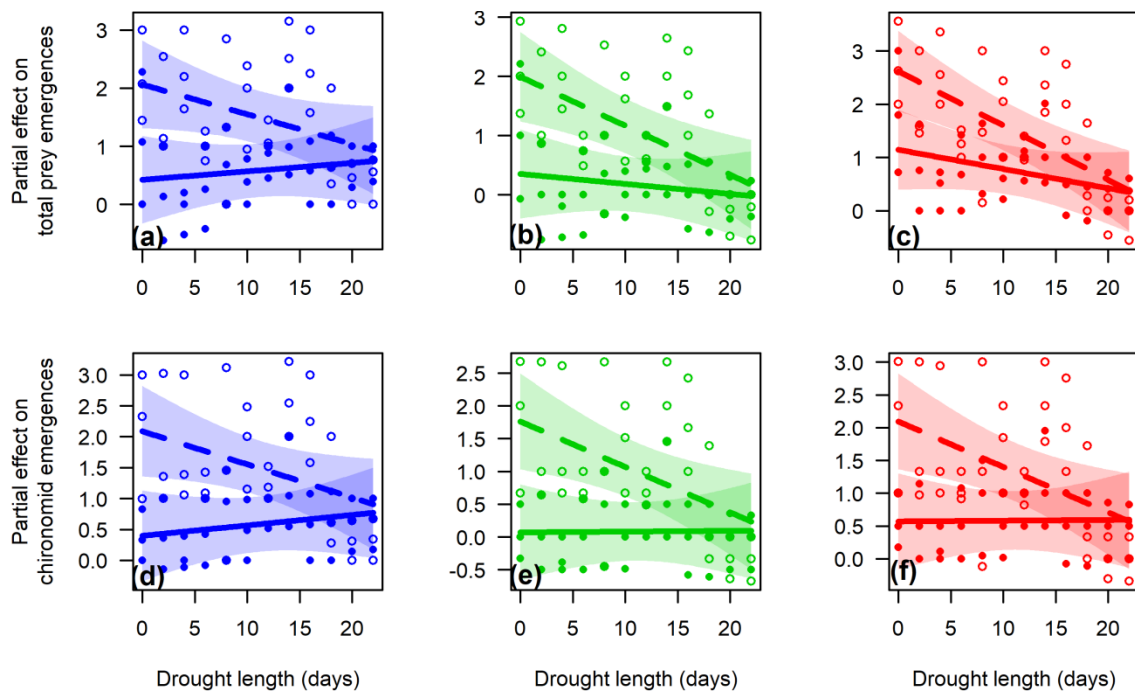 Partial effect on
total prey emergences
3
2
1
0
(a)
0 5 10 15 20
3
2
1
0
(b)
0 5 10 15 20
3
2
1
0
(c)
0 5 10 15 20
Partial effect on
chironomid emergences
3.0
2.5
2.0
1.5
1.0
0.5
0.0
(d)
0 5 10 15 20
Drought length (days)
2.5
2.0
1.5
1.0
0.5
0.0
-0.5
(e)
0 5 10 15 20
Drought length (days)
3.0
2.5
2.0
1.5
1.0
0.5
0.0
(f)
0 5 10 15 20
Drought length (days)